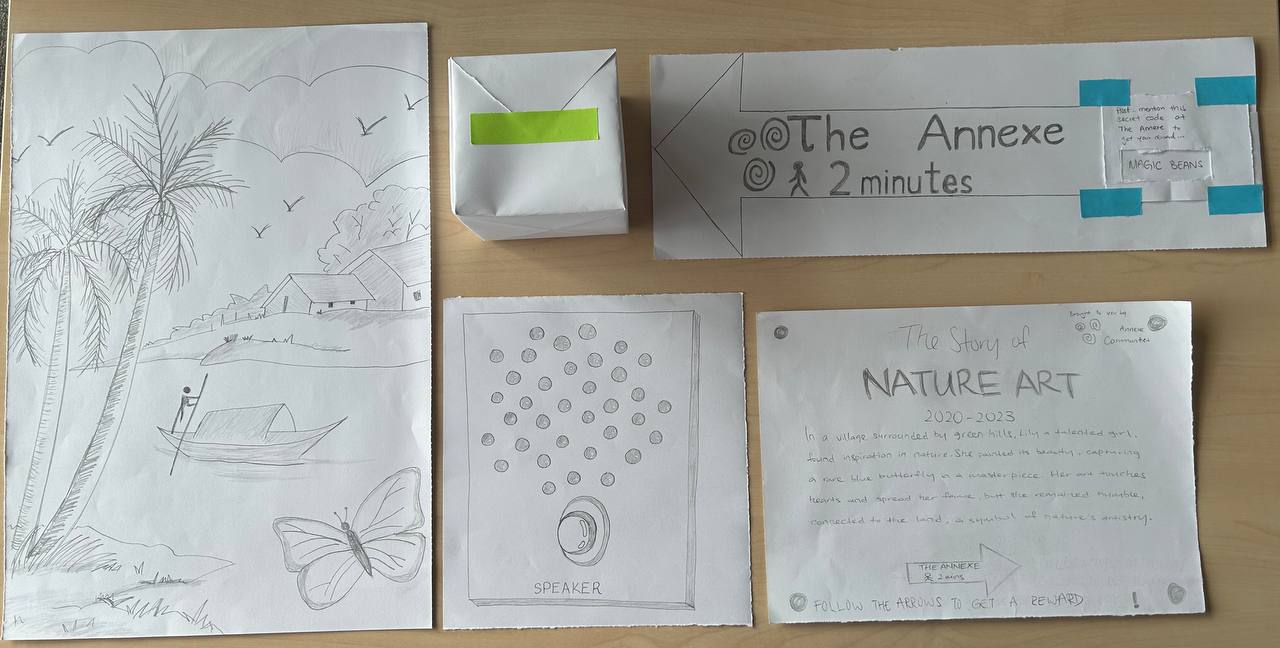 The Annexe
2 minutes
Psst.. mention this
secret code at
The Annexe to
get your reward...
MAGIC BEANS
SPEAKER
Brought to you by
Annexe
Communities
The Story of
NATURE ART
2020-2023
In a village surrounded by green hills, Lily a talented girl,
found inspiration in nature. She painted its beauty, capturing
a rare blue butterfly in a masterpiece. Her art touches
hearts and spread her fame, but she remained humble,
connected to the land, a symbol of nature's artistry.
THE ANNEXE
2 mins
FOLLOW THE ARROWS TO GET A REWARD !